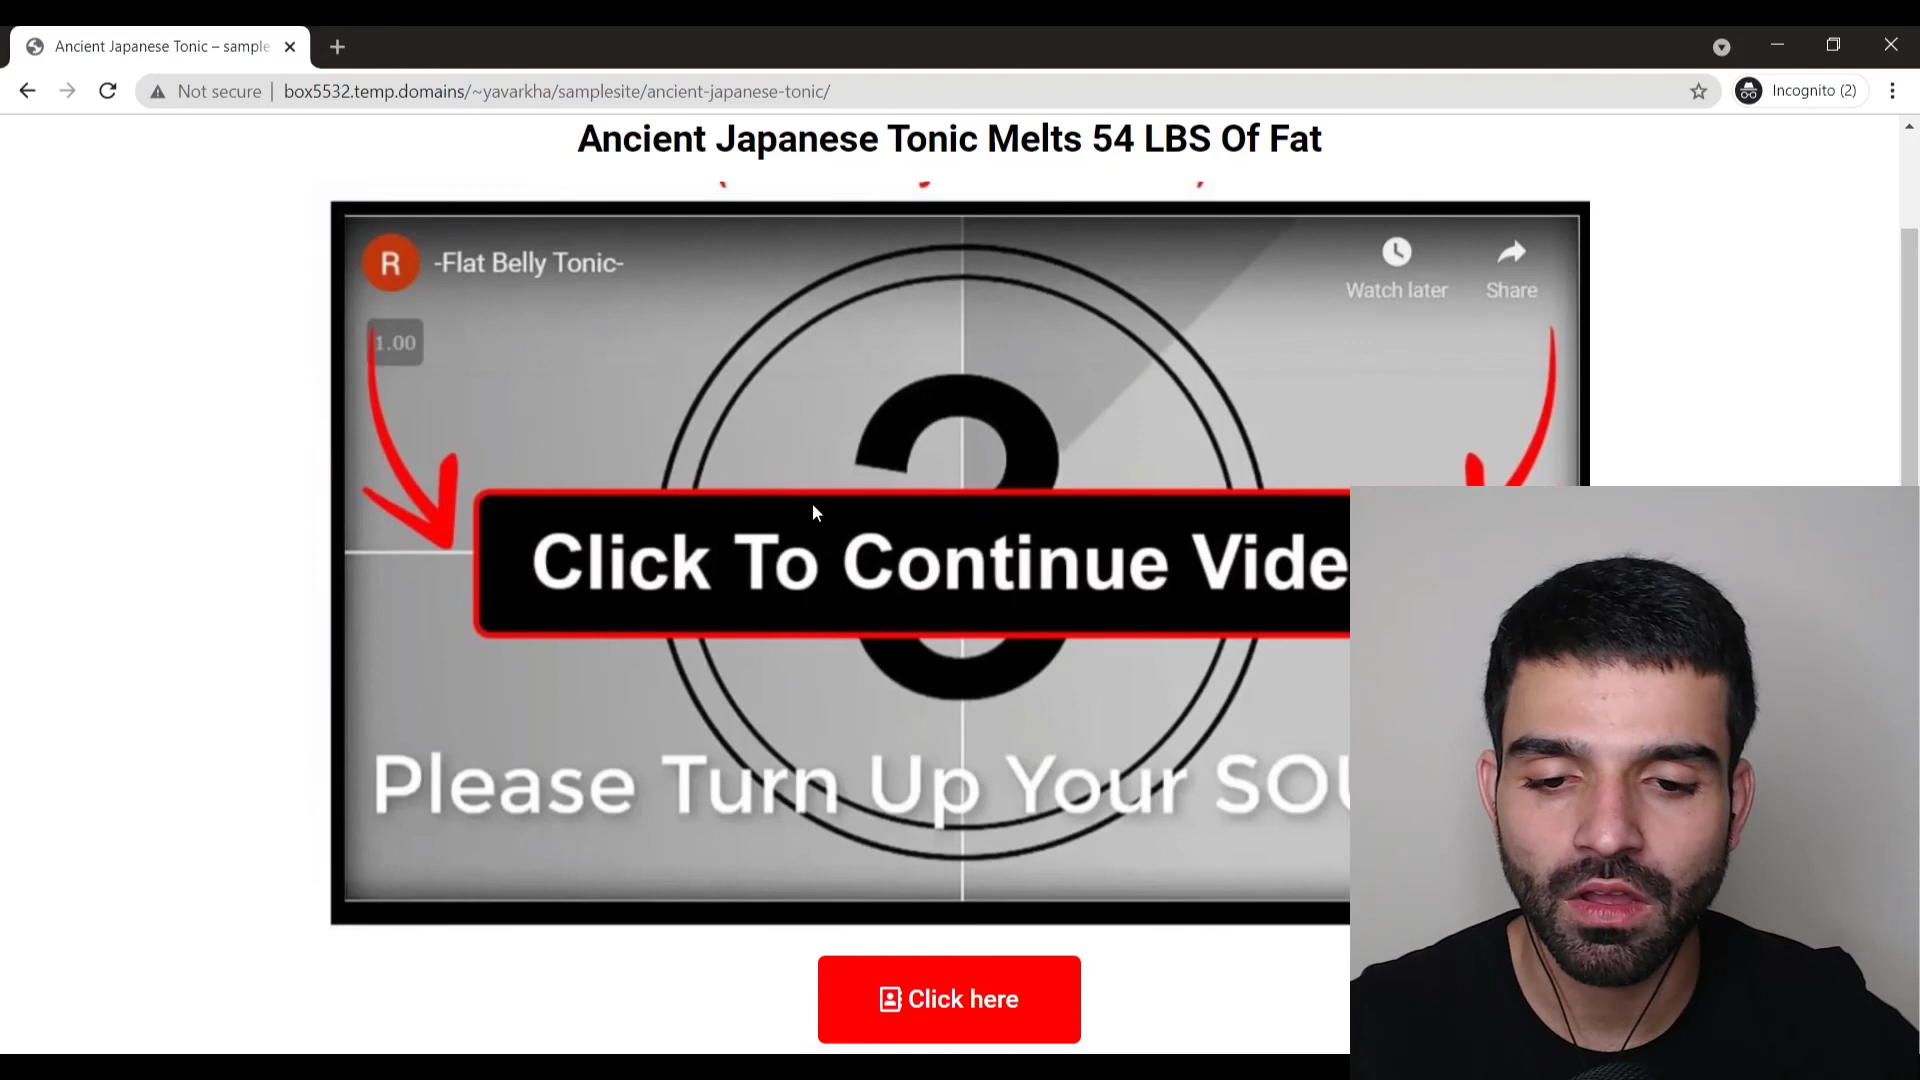 Ancient Japanese Tonic – sample
Not secure
box5532.temp.domains/~yavarkha/samplesite/ancient-japanese-tonic/
Incognito (2)
Ancient Japanese Tonic Melts 54 LBS Of Fat
R
-Flat Belly Tonic-
Watch later
Share
1.00
3
Click To Continue Vide
Please Turn Up Your SOU
Click here